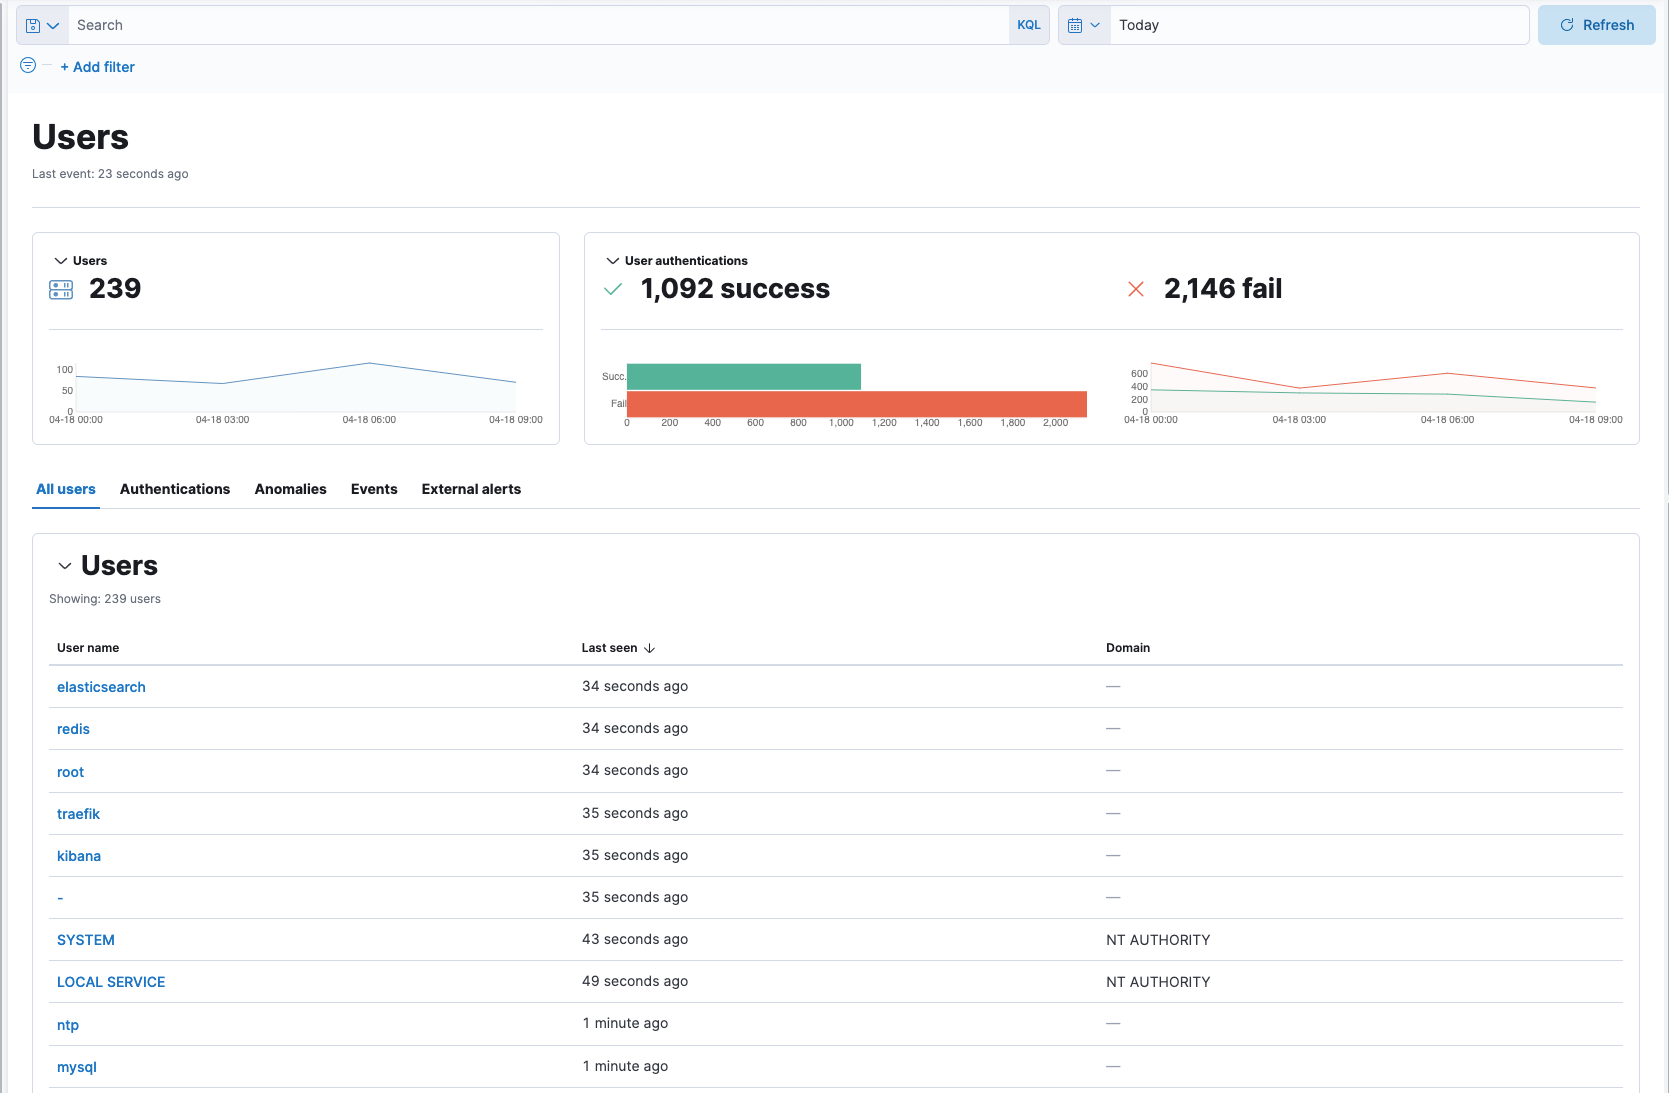 Search KQL Today Refresh
+ Add filter
Users
Last event: 23 seconds ago
Users
239
100
50
0
04-18 00:00 04-18 03:00 04-18 06:00 04-18 09:00
User authentications
1,092 success
2,146 fail
Succ.
Fail
0 200 400 600 800 1,000 1,200 1,400 1,600 1,800 2,000
600
400
200
0
04-18 00:00 04-18 03:00 04-18 06:00 04-18 09:00
All users Authentications Anomalies Events External alerts
Users
Showing: 239 users
User name Last seen Domain
elasticsearch 34 seconds ago —
redis 34 seconds ago —
root 34 seconds ago —
traefik 35 seconds ago —
kibana 35 seconds ago —
- 35 seconds ago —
SYSTEM 43 seconds ago NT AUTHORITY
LOCAL SERVICE 49 seconds ago NT AUTHORITY
ntp 1 minute ago —
mysql 1 minute ago —